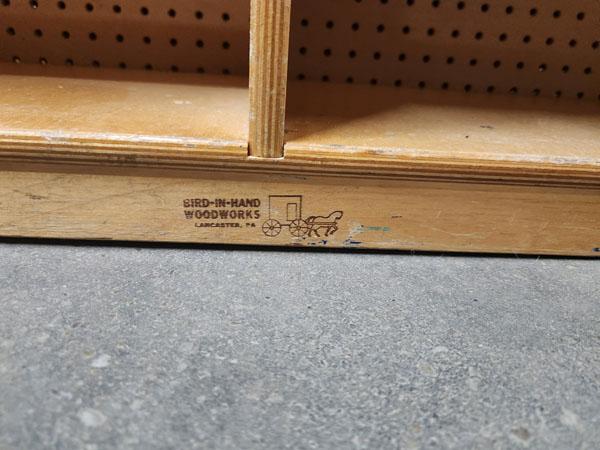 BIRD-IN-HAND
WOODWORKS
LANCASTER, PA